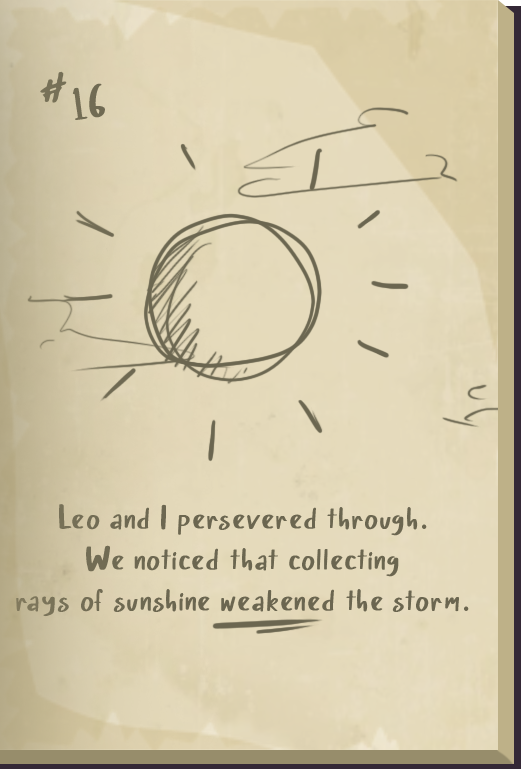 #16
Leo and I persevered through.
We noticed that collecting
rays of sunshine weakened the storm.